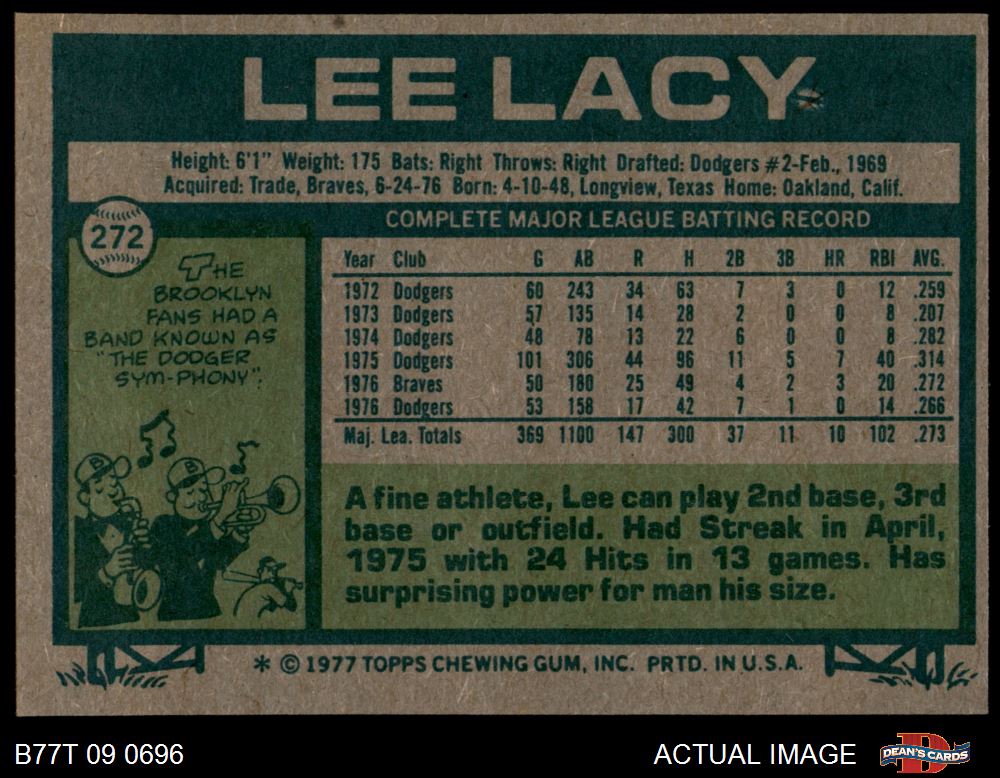 LEE LACY
Height: 6'1" Weight: 175 Bats: Right Throws: Right Drafted: Dodgers #2-Feb., 1969
Acquired: Trade, Braves, 6-24-76 Born: 4-10-48, Longview, Texas Home: Oakland, Calif.
272
THE
BROOKLYN
FANS HAD A
BAND KNOWN AS
"THE DODGER
SYM-PHONY".
B
B
COMPLETE MAJOR LEAGUE BATTING RECORD
Year Club G AB R H 2B 3B HR RBI AVG.
1972 Dodgers 60 243 34 63 7 3 0 12 .259
1973 Dodgers 57 135 14 28 2 0 0 8 .207
1974 Dodgers 48 78 13 22 6 0 0 8 .282
1975 Dodgers 101 306 44 96 11 5 7 40 .314
1976 Braves 50 180 25 49 4 2 3 20 .272
1976 Dodgers 53 158 17 42 7 1 0 14 .266
Maj. Lea. Totals 369 1100 147 300 37 11 10 102 .273
A fine athlete, Lee can play 2nd base, 3rd
base or outfield. Had Streak in April,
1975 with 24 Hits in 13 games. Has
surprising power for man his size.
* © 1977 TOPPS CHEWING GUM, INC. PRTD. IN U.S.A.
B77T 09 0696
ACTUAL IMAGE
D
DEAN'S CARDS